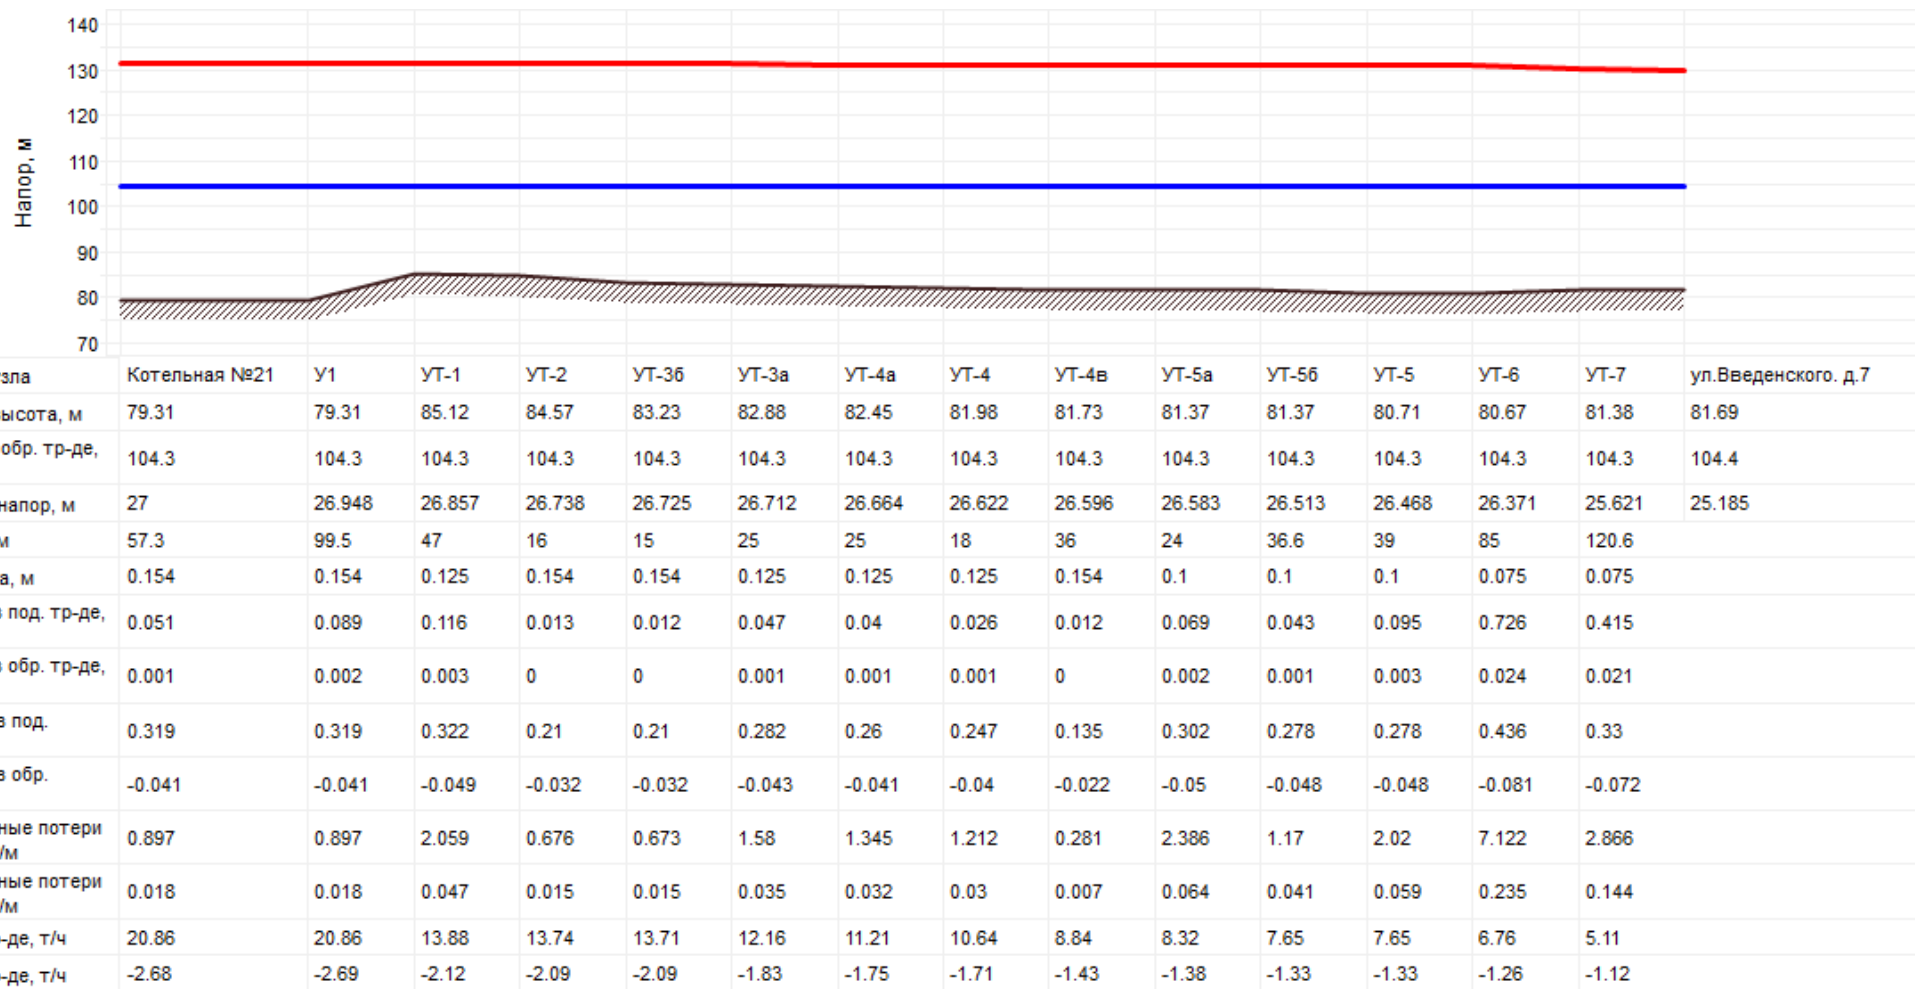 140
130
120
110
100
90
80
70
Напор, м
зла Котельная №21 У1 УТ-1 УТ-2 УТ-3б УТ-3а УТ-4а УТ-4 УТ-4в УТ-5а УТ-5б УТ-5 УТ-6 УТ-7 ул.Введенского. д.7
ысота, м 79.31 79.31 85.12 84.57 83.23 82.88 82.45 81.98 81.73 81.37 81.37 80.71 80.67 81.38 81.69
обр. тр-де, 104.3 104.3 104.3 104.3 104.3 104.3 104.3 104.3 104.3 104.3 104.3 104.3 104.3 104.3 104.4
напор, м 27 26.948 26.857 26.738 26.725 26.712 26.664 26.622 26.596 26.583 26.513 26.468 26.371 25.621 25.185
м 57.3 99.5 47 16 15 25 25 18 36 24 36.6 39 85 120.6
а, м 0.154 0.154 0.125 0.154 0.154 0.125 0.125 0.125 0.154 0.1 0.1 0.1 0.075 0.075
в под. тр-де, 0.051 0.089 0.116 0.013 0.012 0.047 0.04 0.026 0.012 0.069 0.043 0.095 0.726 0.415
в обр. тр-де, 0.001 0.002 0.003 0 0 0.001 0.001 0.001 0 0.002 0.001 0.003 0.024 0.021
в под. 0.319 0.319 0.322 0.21 0.21 0.282 0.26 0.247 0.135 0.302 0.278 0.278 0.436 0.33
в обр. -0.041 -0.041 -0.049 -0.032 -0.032 -0.043 -0.041 -0.04 -0.022 -0.05 -0.048 -0.048 -0.081 -0.072
ные потери
/м 0.897 0.897 2.059 0.676 0.673 1.58 1.345 1.212 0.281 2.386 1.17 2.02 7.122 2.866
ные потери
/м 0.018 0.018 0.047 0.015 0.015 0.035 0.032 0.03 0.007 0.064 0.041 0.059 0.235 0.144
-де, т/ч 20.86 20.86 13.88 13.74 13.71 12.16 11.21 10.64 8.84 8.32 7.65 7.65 6.76 5.11
-де, т/ч -2.68 -2.69 -2.12 -2.09 -2.09 -1.83 -1.75 -1.71 -1.43 -1.38 -1.33 -1.33 -1.26 -1.12